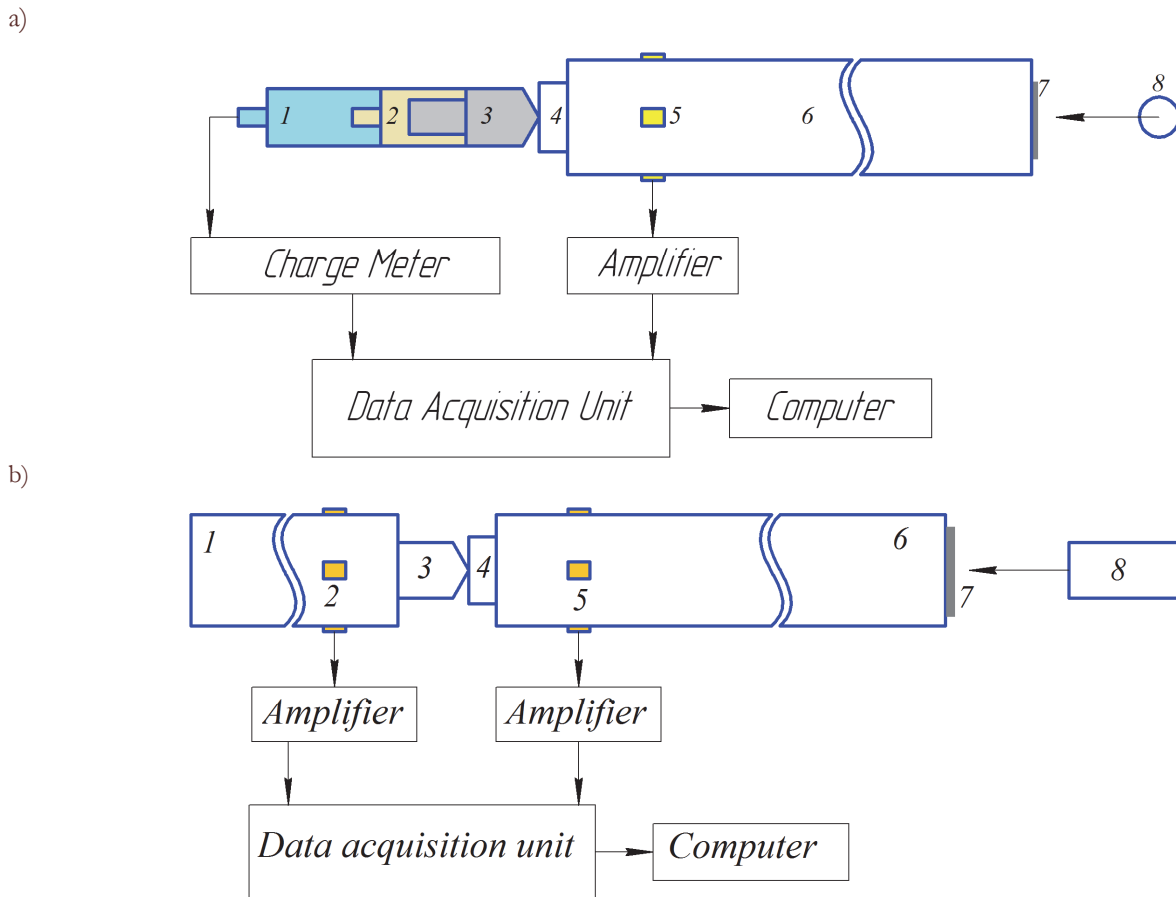 a)
1 2 3 4 5 6 7 8
Charge Meter
Amplifier
Data Acquisition Unit
Computer
b)
1 2 3 4 5 6 7 8
Amplifier
Amplifier
Data acquisition unit
Computer